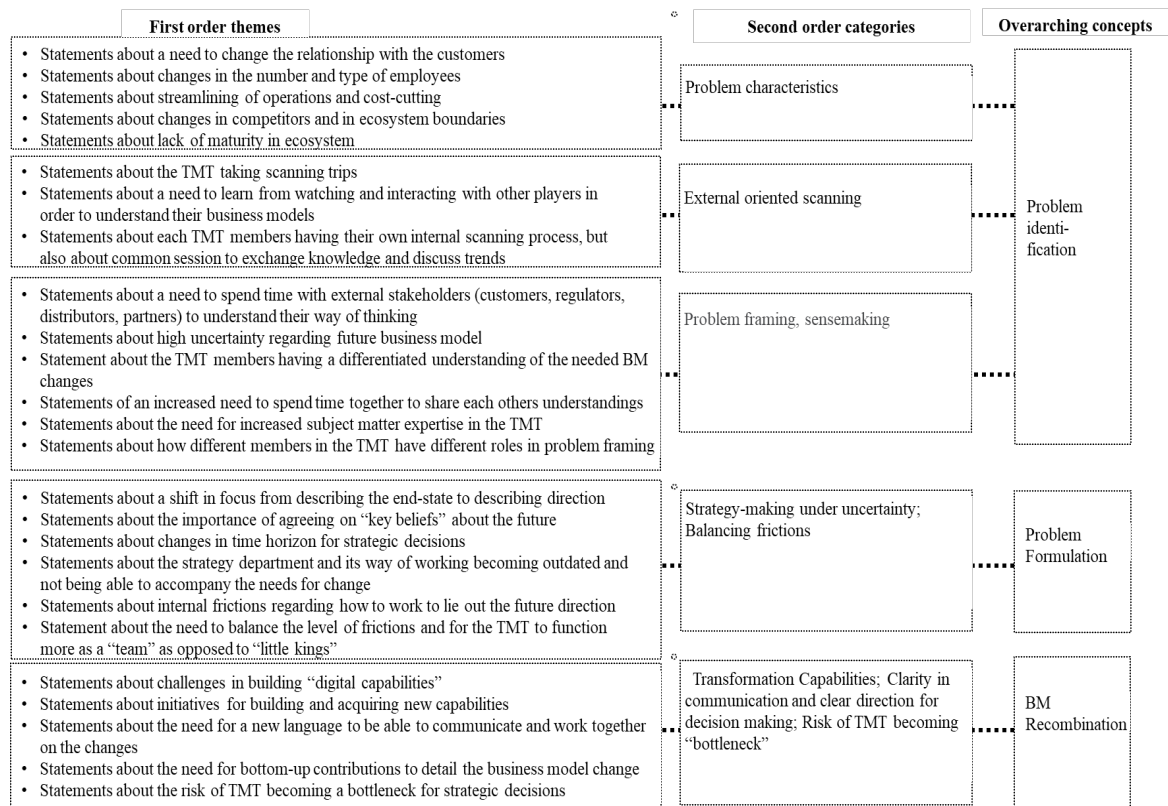 First order themes
Second order categories
Overarching concepts
• Statements about a need to change the relationship with the customers
• Statements about changes in the number and type of employees
• Statements about streamlining of operations and cost-cutting
• Statements about changes in competitors and in ecosystem boundaries
• Statements about lack of maturity in ecosystem
Problem characteristics
• Statements about the TMT taking scanning trips
• Statements about a need to learn from watching and interacting with other players in
order to understand their business models
• Statements about each TMT members having their own internal scanning process, but
also about common session to exchange knowledge and discuss trends
External oriented scanning
Problem
identi-
fication
• Statements about a need to spend time with external stakeholders (customers, regulators,
distributors, partners) to understand their way of thinking
• Statements about high uncertainty regarding future business model
• Statement about the TMT members having a differentiated understanding of the needed BM
changes
• Statements of an increased need to spend time together to share each others understandings
• Statements about the need for increased subject matter expertise in the TMT
• Statements about how different members in the TMT have different roles in problem framing
Problem framing, sensemaking
• Statements about a shift in focus from describing the end-state to describing direction
• Statements about the importance of agreeing on “key beliefs” about the future
• Statements about changes in time horizon for strategic decisions
• Statements about the strategy department and its way of working becoming outdated and
not being able to accompany the needs for change
• Statements about internal frictions regarding how to work to lie out the future direction
• Statement about the need to balance the level of frictions and for the TMT to function
more as a “team” as opposed to “little kings”
Strategy-making under uncertainty;
Balancing frictions
Problem
Formulation
• Statements about challenges in building “digital capabilities”
• Statements about initiatives for building and acquiring new capabilities
• Statements about the need for a new language to be able to communicate and work together
on the changes
• Statements about the need for bottom-up contributions to detail the business model change
• Statements about the risk of TMT becoming a bottleneck for strategic decisions
Transformation Capabilities; Clarity in
communication and clear direction for
decision making; Risk of TMT becoming
“bottleneck”
BM
Recombination